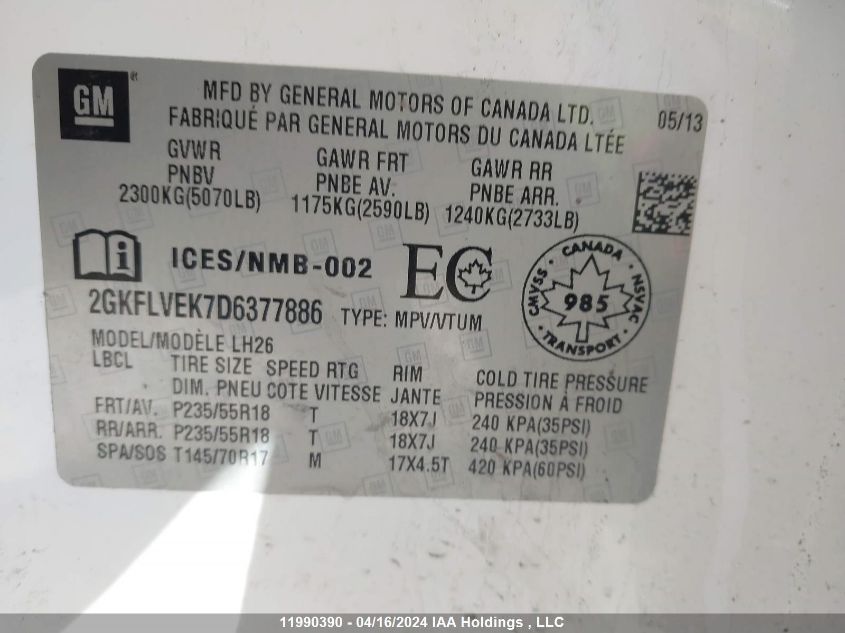 GM
MFD BY GENERAL MOTORS OF CANADA LTD. 05/13
FABRIQUÉ PAR GENERAL MOTORS DU CANADA LTÉE
GVWR GAWR FRT GAWR RR
PNBV PNBE AV. PNBE ARR.
2300KG(5070LB) 1175KG(2590LB) 1240KG(2733LB)
i ICES/NMB-002 EC
CANADA
CMVSS 985 NSVAC
TRANSPORT
2GKFLVEK7D6377886 TYPE: MPV/VTUM
MODEL/MODÈLE LH26
LBCL TIRE SIZE SPEED RTG RIM COLD TIRE PRESSURE
DIM. PNEU COTE VITESSE JANTE PRESSION À FROID
FRT/AV. P235/55R18 T 18X7J 240 KPA(35PSI)
RR/ARR. P235/55R18 T 18X7J 240 KPA(35PSI)
SPA/SOS T145/70R17 M 17X4.5T 420 KPA(60PSI)
11990390 - 04/16/2024 IAA Holdings , LLC